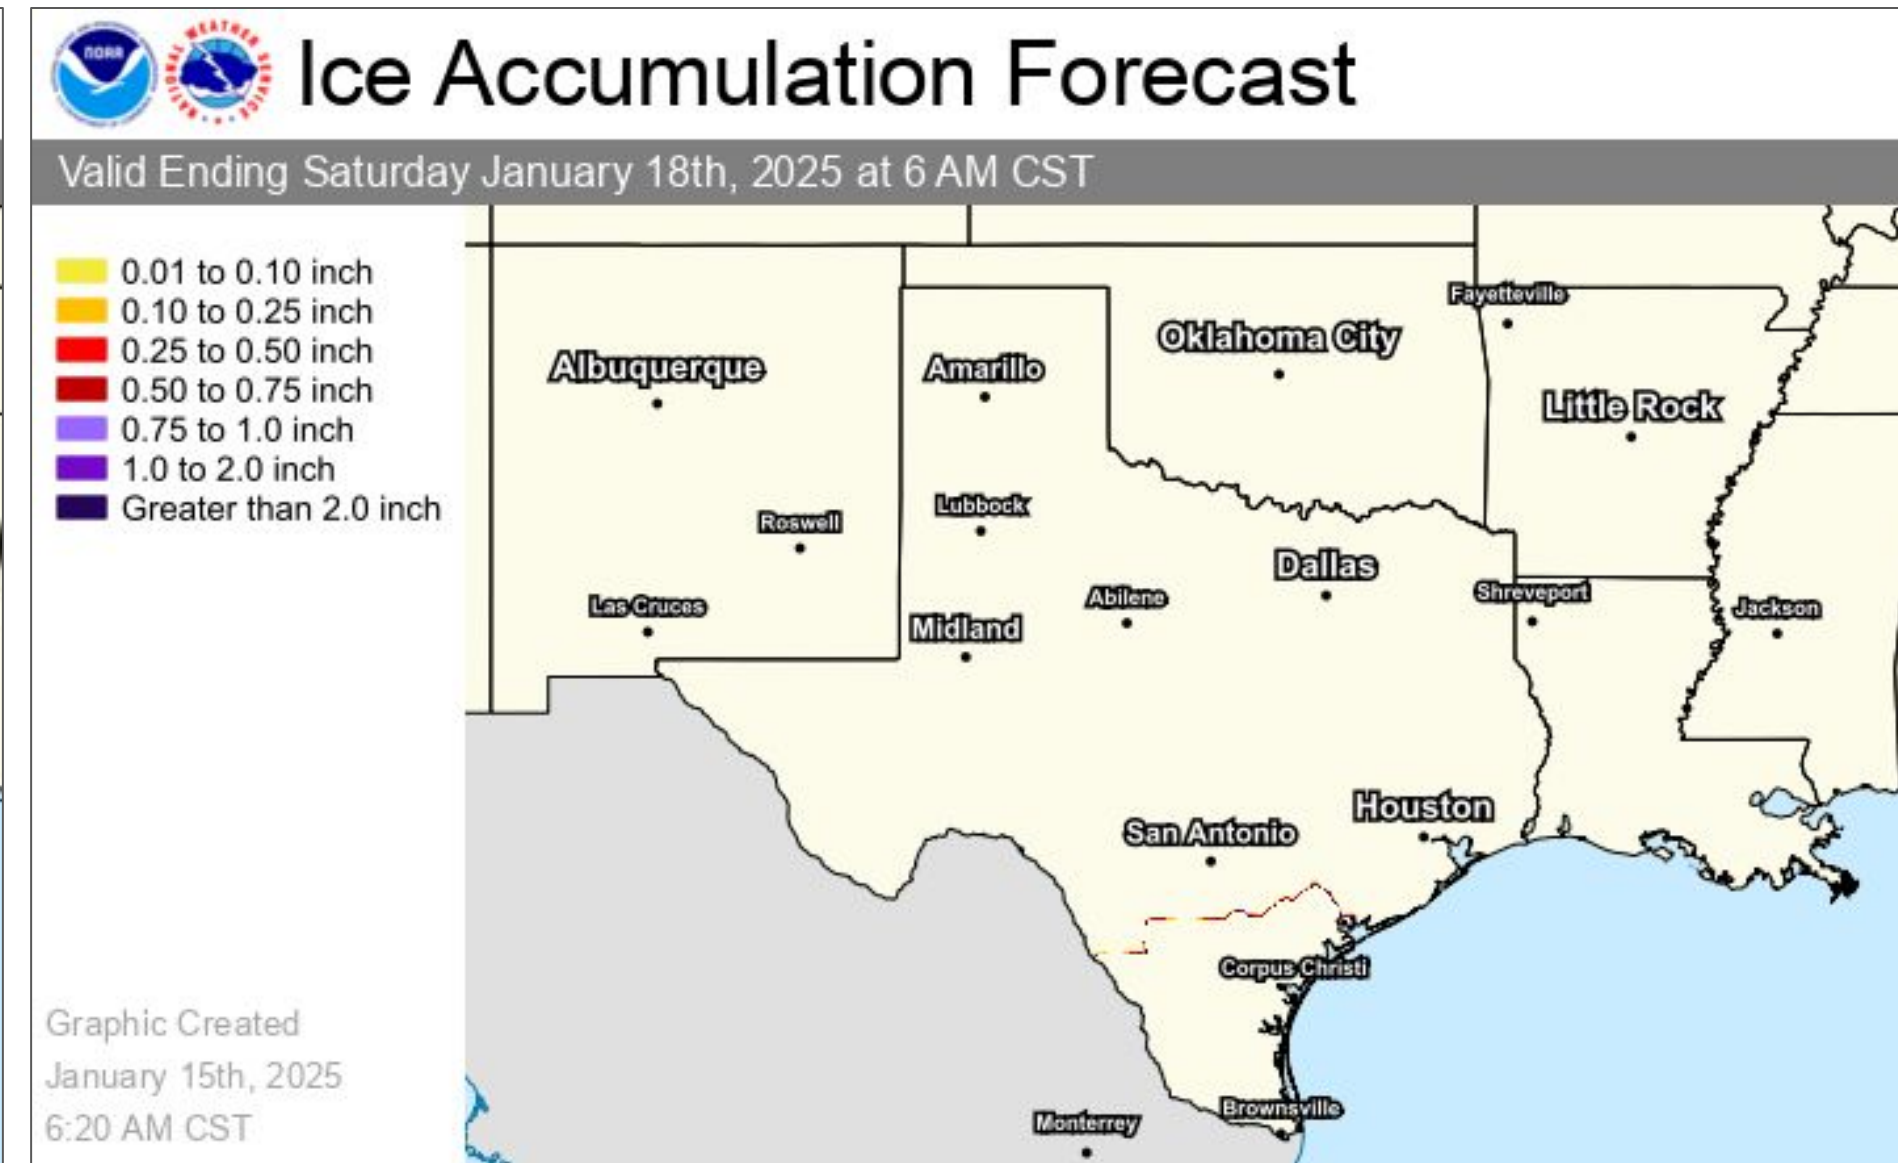 NOAA
NATIONAL WEATHER SERVICE
Ice Accumulation Forecast
Valid Ending Saturday January 18th, 2025 at 6 AM CST
0.01 to 0.10 inch
0.10 to 0.25 inch
0.25 to 0.50 inch
0.50 to 0.75 inch
0.75 to 1.0 inch
1.0 to 2.0 inch
Greater than 2.0 inch
Fayetteville
Oklahoma City
Albuquerque
Amarillo
Little Rock
Lubbock
Roswell
Dallas
Shreveport
Abilene
Las Cruces
Jackson
Midland
Houston
San Antonio
Corpus Christi
Brownsville
Monterrey
Graphic Created
January 15th, 2025
6:20 AM CST